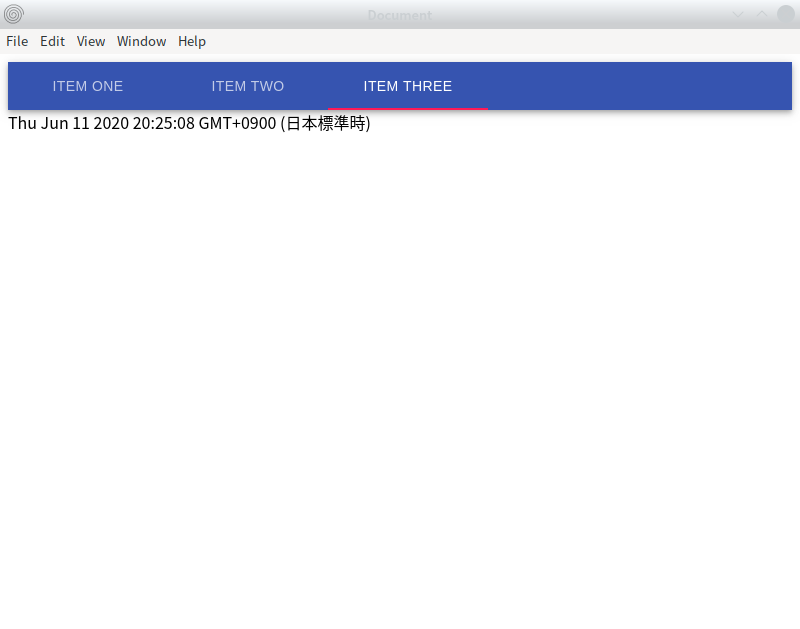 Document
File Edit View Window Help
ITEM ONE ITEM TWO ITEM THREE
Thu Jun 11 2020 20:25:08 GMT+0900 (日本標準時)